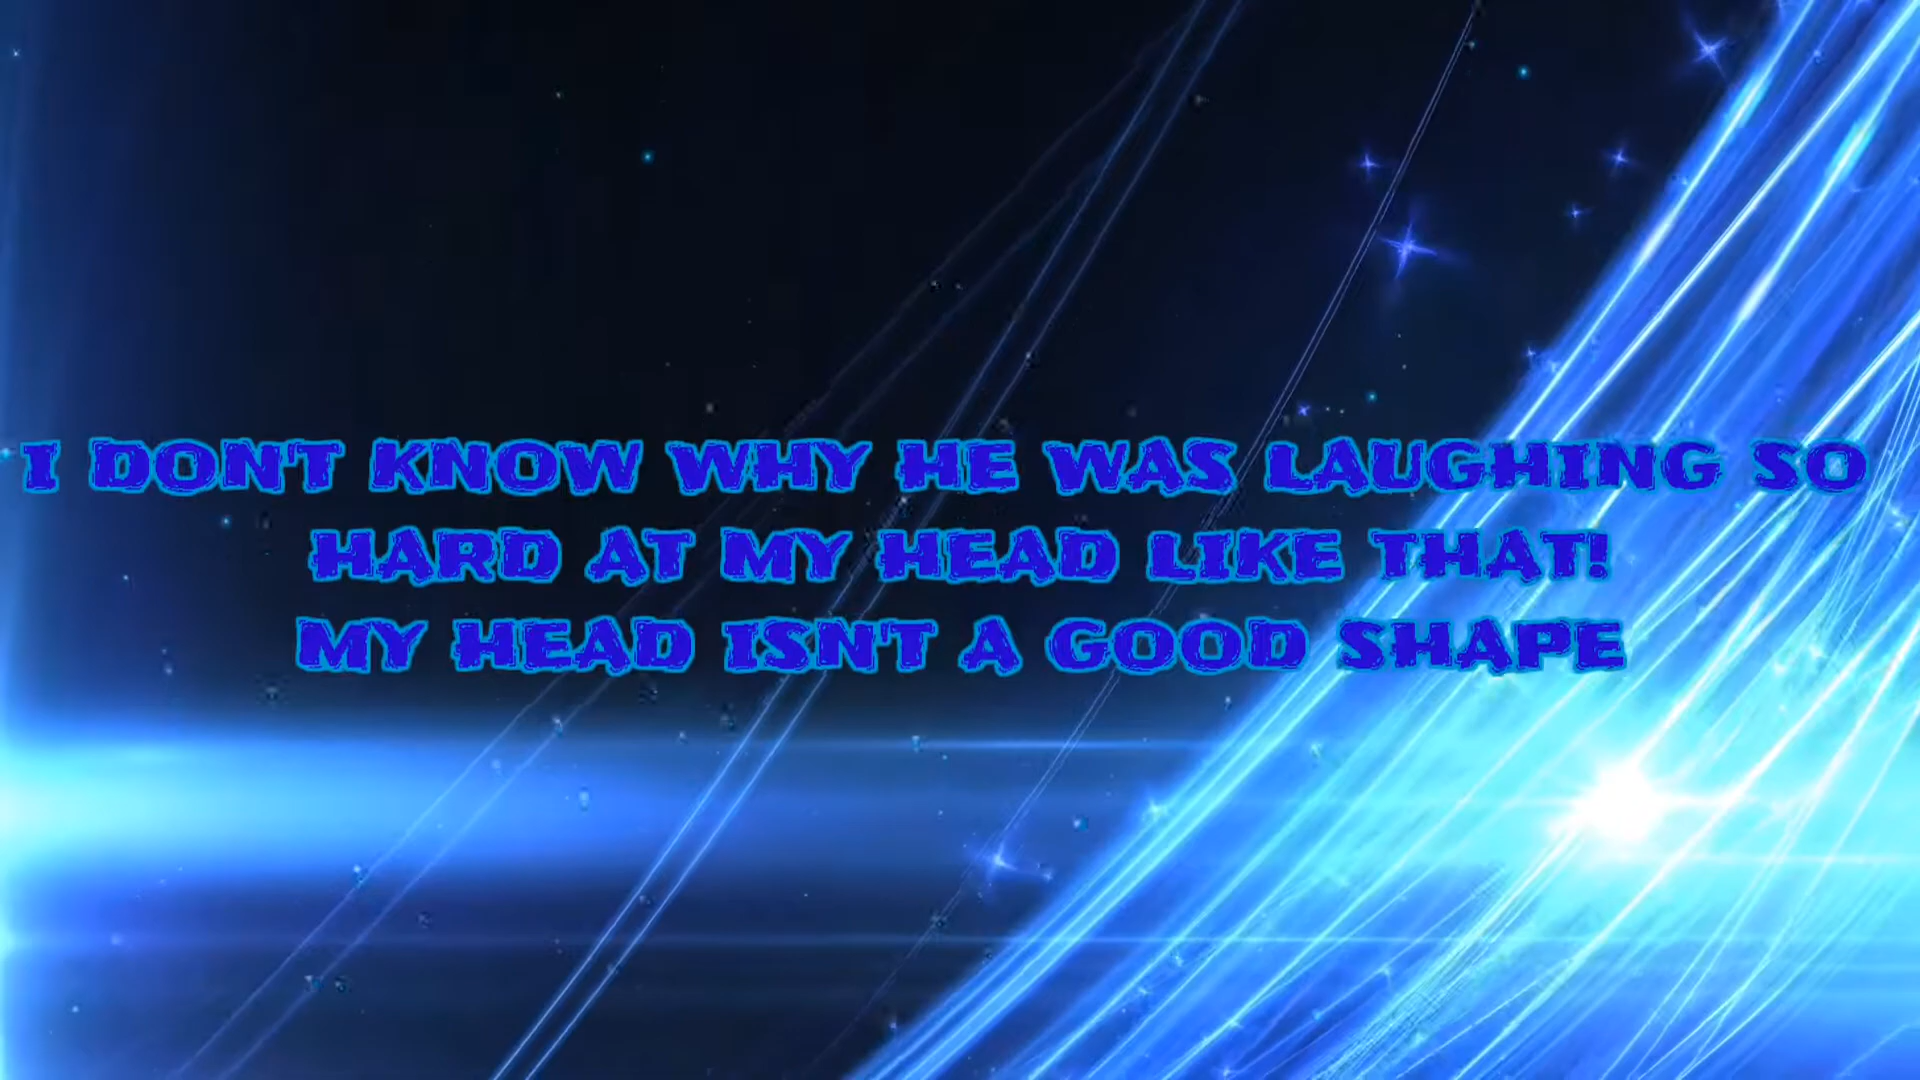 I DON'T KNOW WHY HE WAS LAUGHING SO
HARD AT MY HEAD LIKE THAT!
MY HEAD ISN'T A GOOD SHAPE